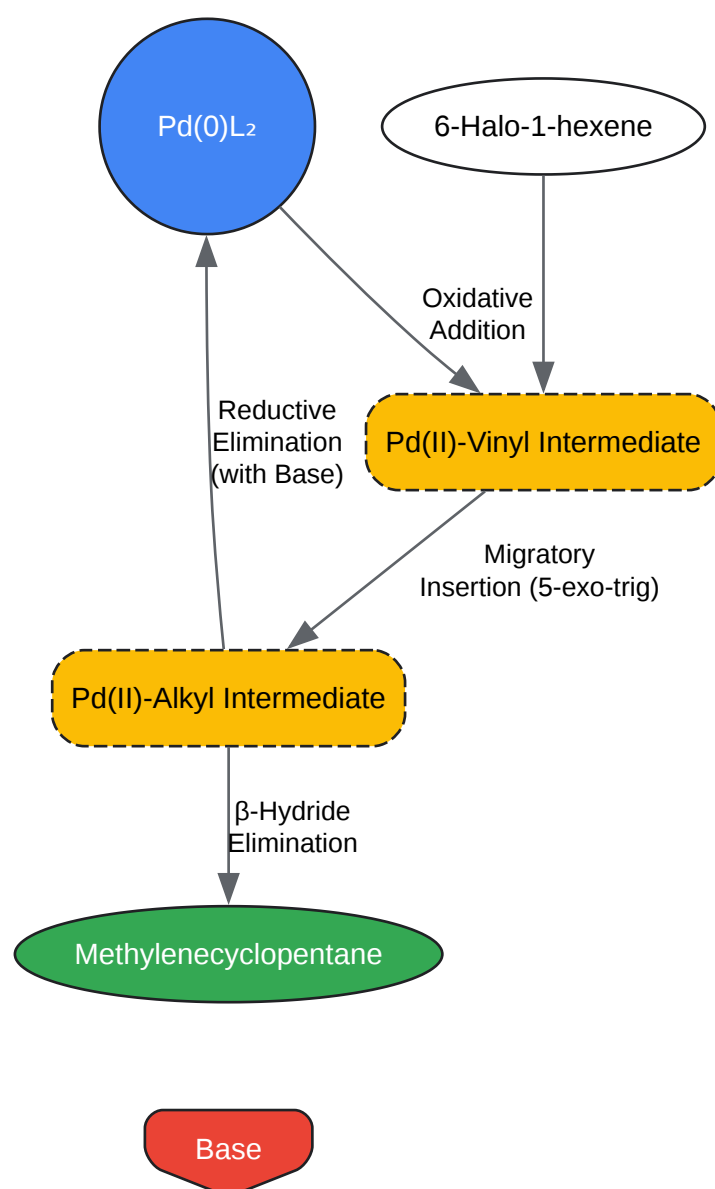 Pd(0)L₂
6-Halo-1-hexene
Oxidative
Addition
Reductive
Elimination
(with Base)
Pd(II)-Vinyl Intermediate
Migratory
Insertion (5-exo-trig)
Pd(II)-Alkyl Intermediate
β-Hydride
Elimination
Methylenecyclopentane
Base